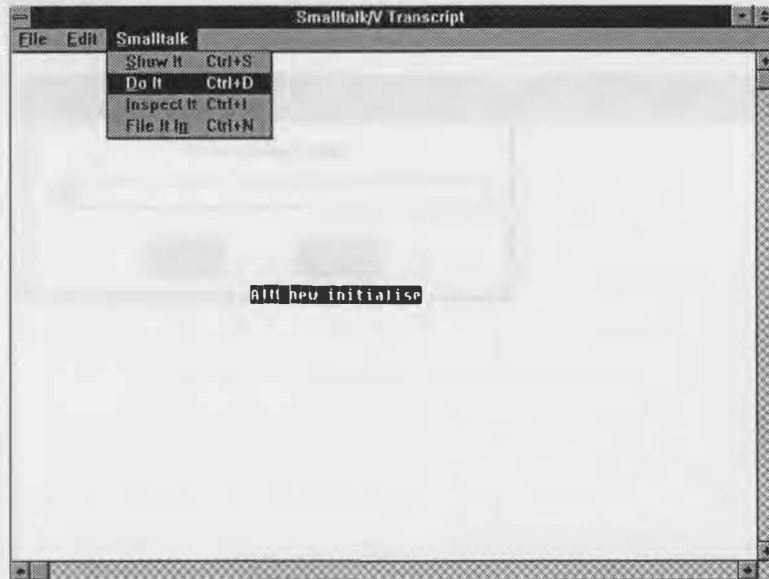 Smalltalk/V Transcript
File Edit Smalltalk
Show It Ctrl+S
Do It Ctrl+D
Inspect It Ctrl+I
File It In Ctrl+N
new initialise